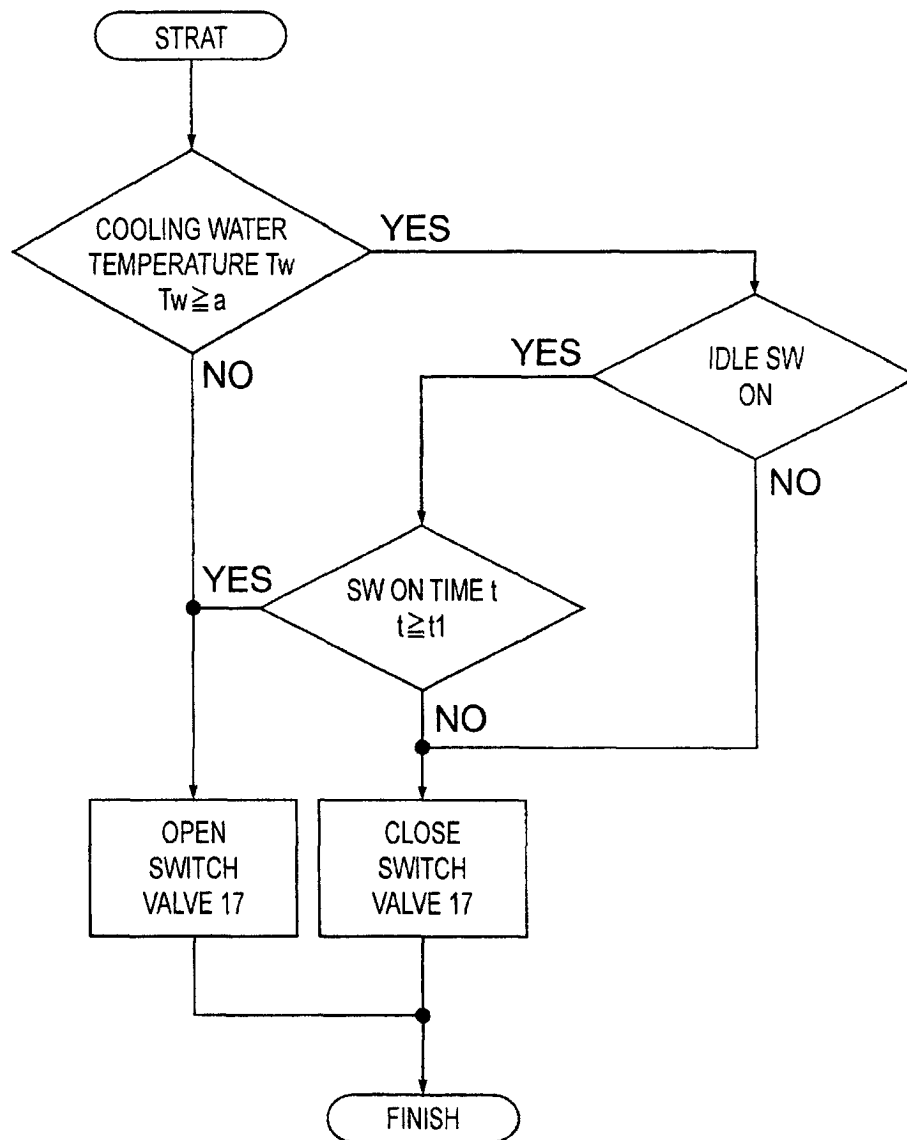 STRAT
COOLING WATER
TEMPERATURE Tw
Tw≧a
YES
NO
IDLE SW
ON
YES
NO
SW ON TIME t
t≧t1
YES
NO
OPEN
SWITCH
VALVE 17
CLOSE
SWITCH
VALVE 17
FINISH